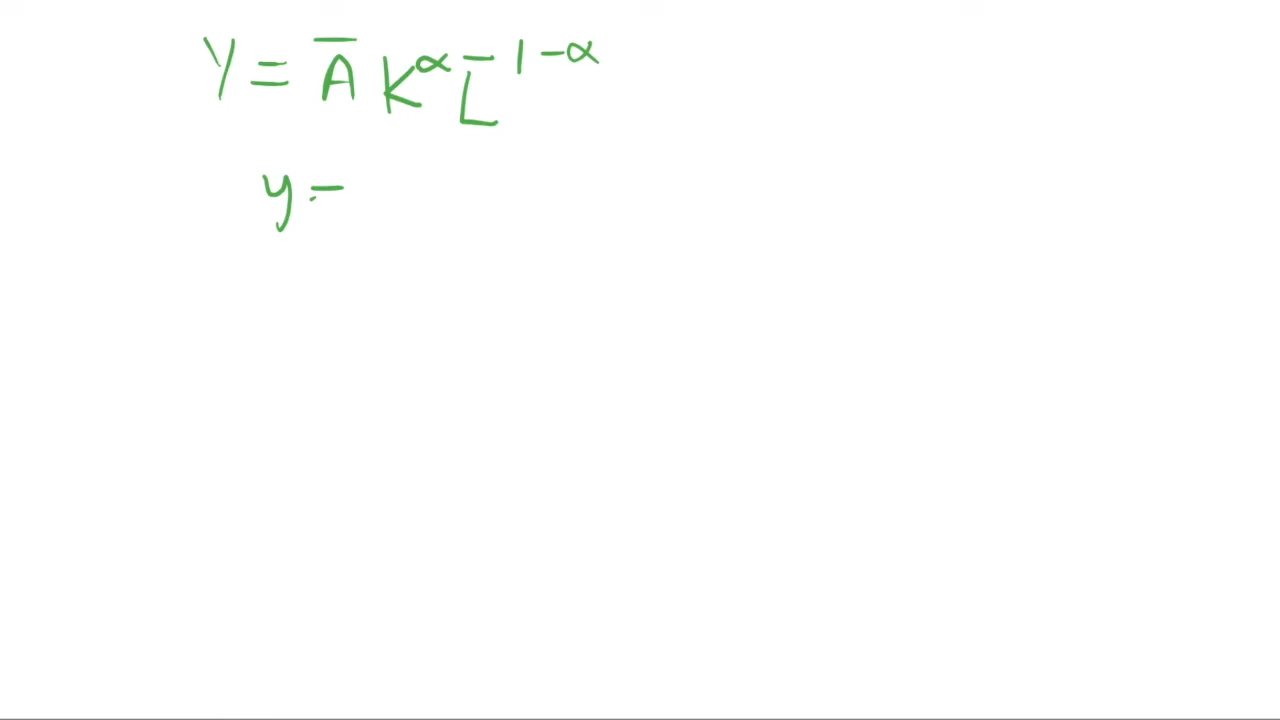 Y = A̅ K^α L̅^1-α
y =